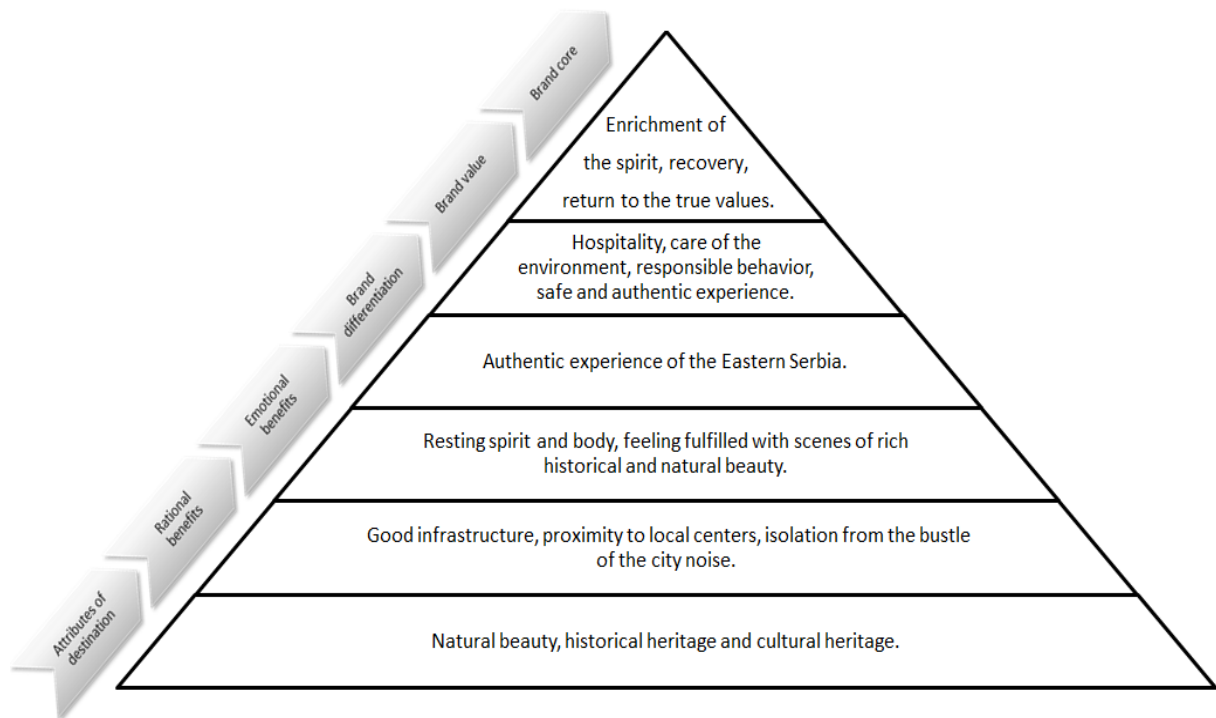 Brand core
Enrichment of
the spirit, recovery,
return to the true values.
Brand value
Hospitality, care of the
environment, responsible behavior,
safe and authentic experience.
Brand
differentiation
Authentic experience of the Eastern Serbia.
Emotional
benefits
Resting spirit and body, feeling fulfilled with scenes of rich
historical and natural beauty.
Rational
benefits
Good infrastructure, proximity to local centers, isolation from the bustle
of the city noise.
Attributes of
destination
Natural beauty, historical heritage and cultural heritage.